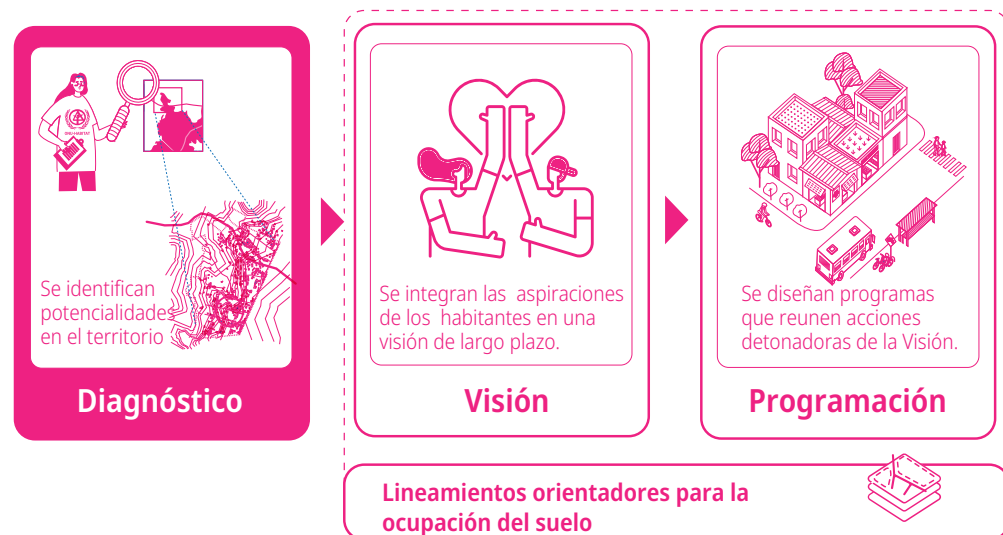 ONU-HABITAT
Se identifican
potencialidades
en el territorio
Diagnóstico
Se integran las aspiraciones
de los habitantes en una
visión de largo plazo.
Visión
Se diseñan programas
que reunen acciones
detonadoras de la Visión.
Programación
Lineamientos orientadores para la
ocupación del suelo